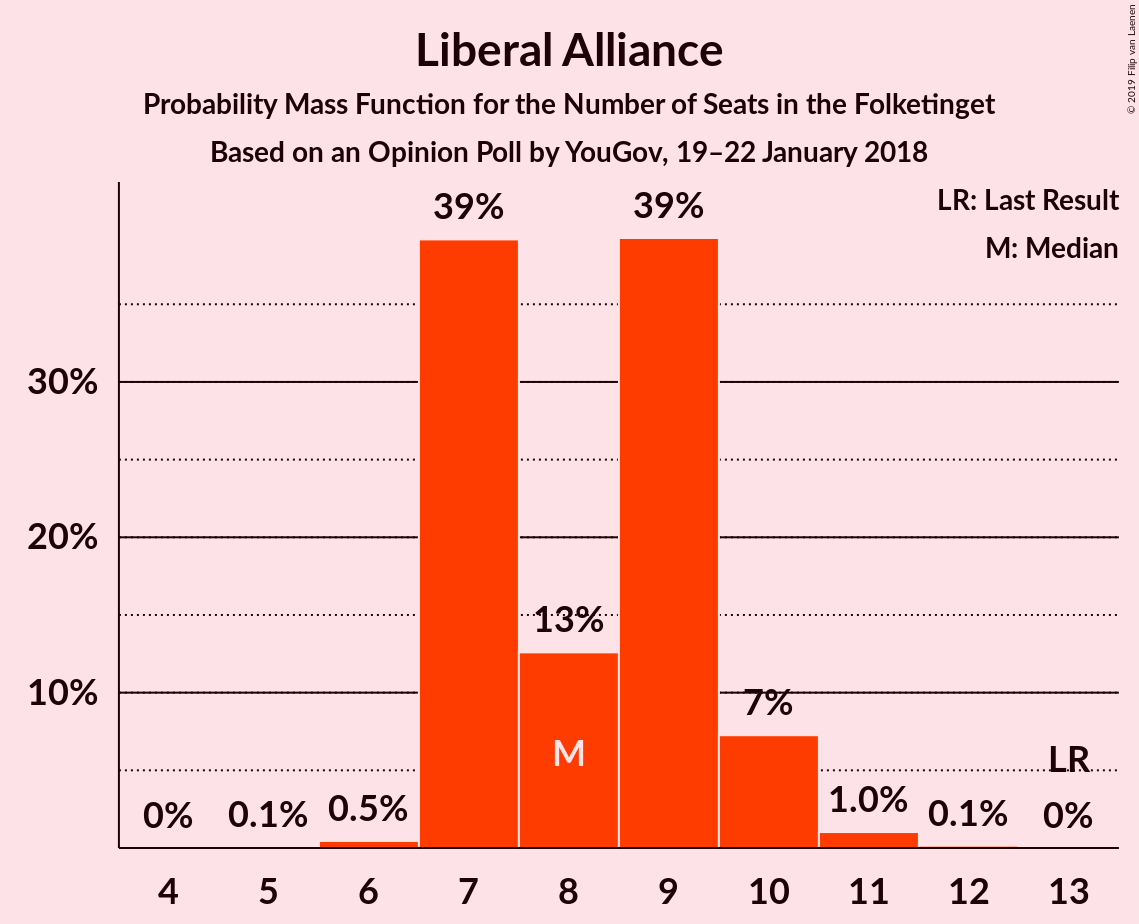 Liberal Alliance
Probability Mass Function for the Number of Seats in the Folketinget
Based on an Opinion Poll by YouGov, 19–22 January 2018
© 2019 Filip van Laenen
LR: Last Result
M: Median
30%
20%
10%
0%
0.1%
0.5%
39%
13%
39%
7%
1.0%
0.1%
0%
M
LR
4 5 6 7 8 9 10 11 12 13